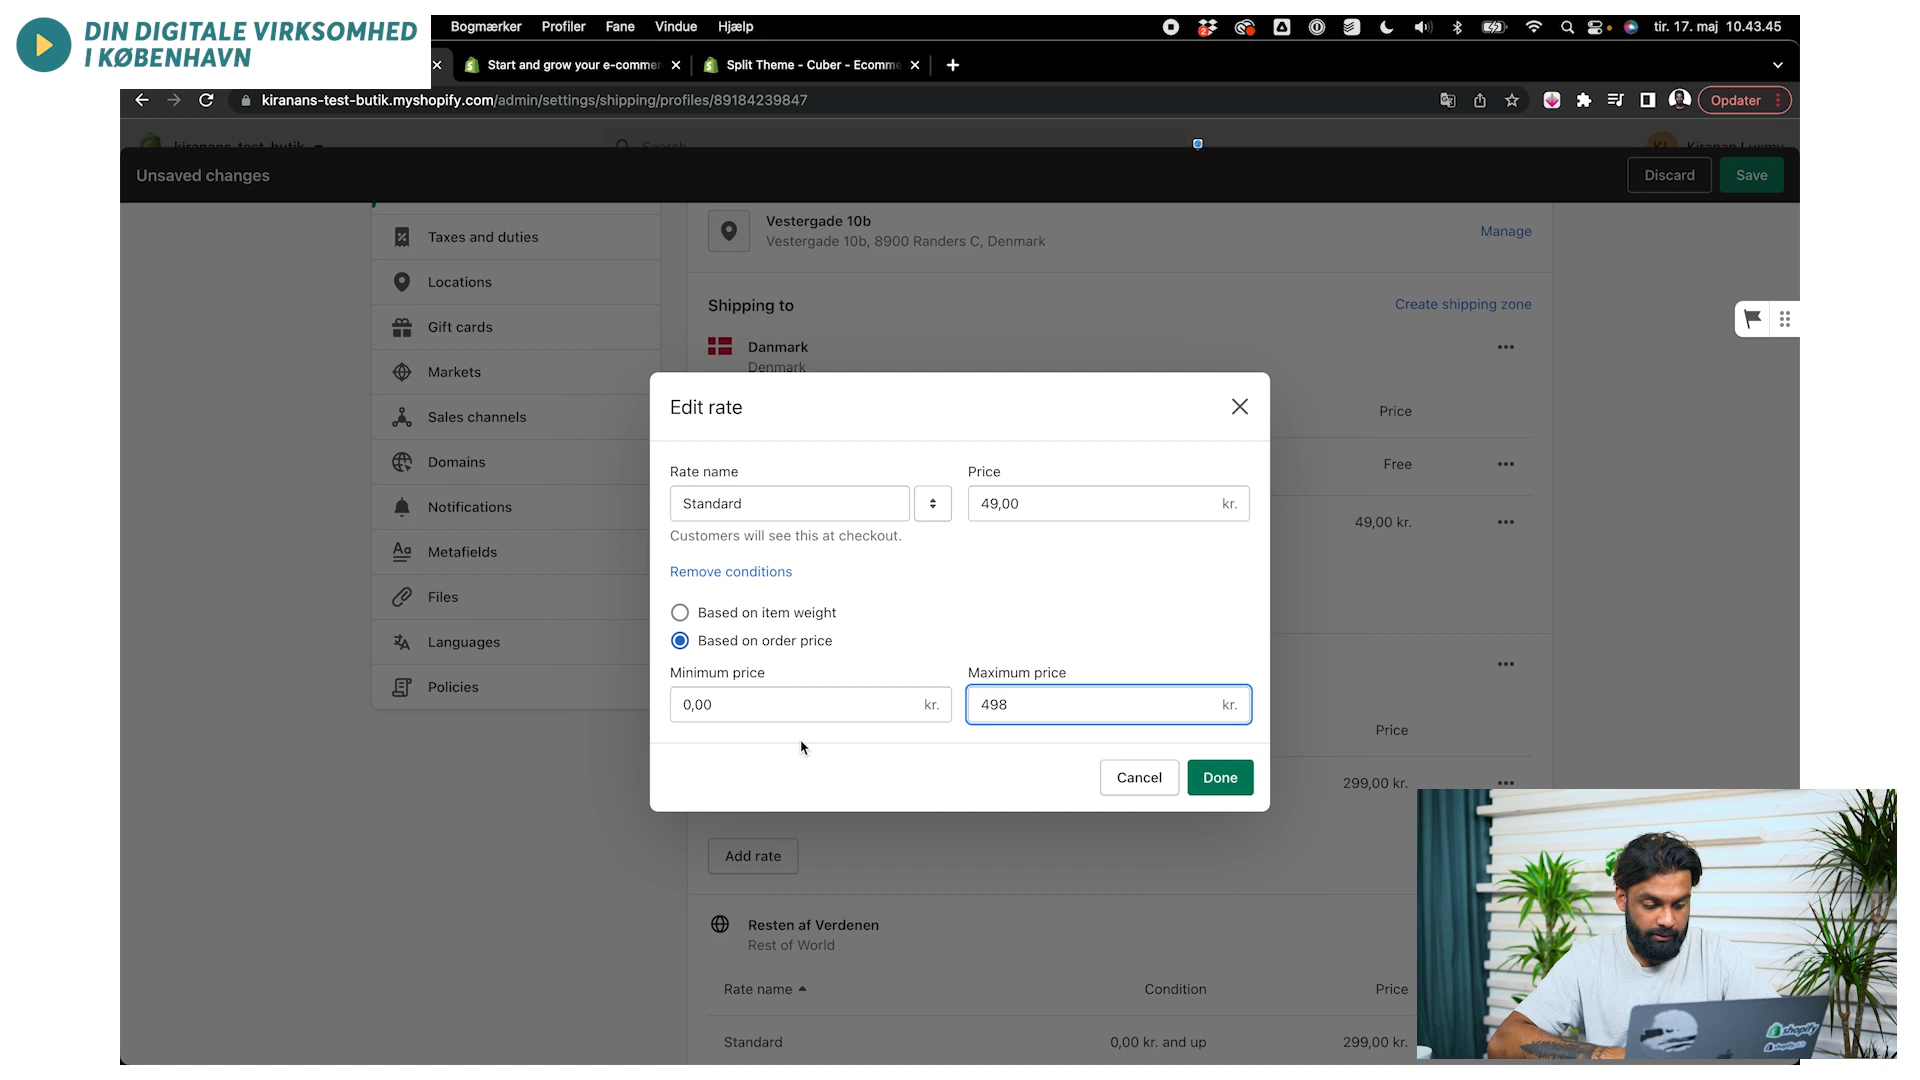 DIN DIGITALE VIRKSOMHED
I KØBENHAVN
Bogmærker Profiler Fane Vindue Hjælp
tir. 17. maj 10.43.45
Start and grow your e-commer
Split Theme - Cuber - Ecomme
kiranans-test-butik.myshopify.com/admin/settings/shipping/profiles/89184239847
Opdater
kiranans-test-butik
Search
KL Kiranan Luxmy
Unsaved changes
Discard
Save
Taxes and duties
Locations
Gift cards
Markets
Sales channels
Domains
Notifications
Metafields
Files
Languages
Policies
Vestergade 10b
Vestergade 10b, 8900 Randers C, Denmark
Manage
Shipping to
Create shipping zone
Danmark
Denmark
Price
Free
49,00 kr.
Price
299,00 kr.
Edit rate
Rate name
Price
Standard
49,00 kr.
Customers will see this at checkout.
Remove conditions
Based on item weight
Based on order price
Minimum price
Maximum price
0,00 kr.
498 kr.
Cancel
Done
Add rate
Resten af Verdenen
Rest of World
Rate name
Condition
Price
Standard
0,00 kr. and up
299,00 kr.
shopify